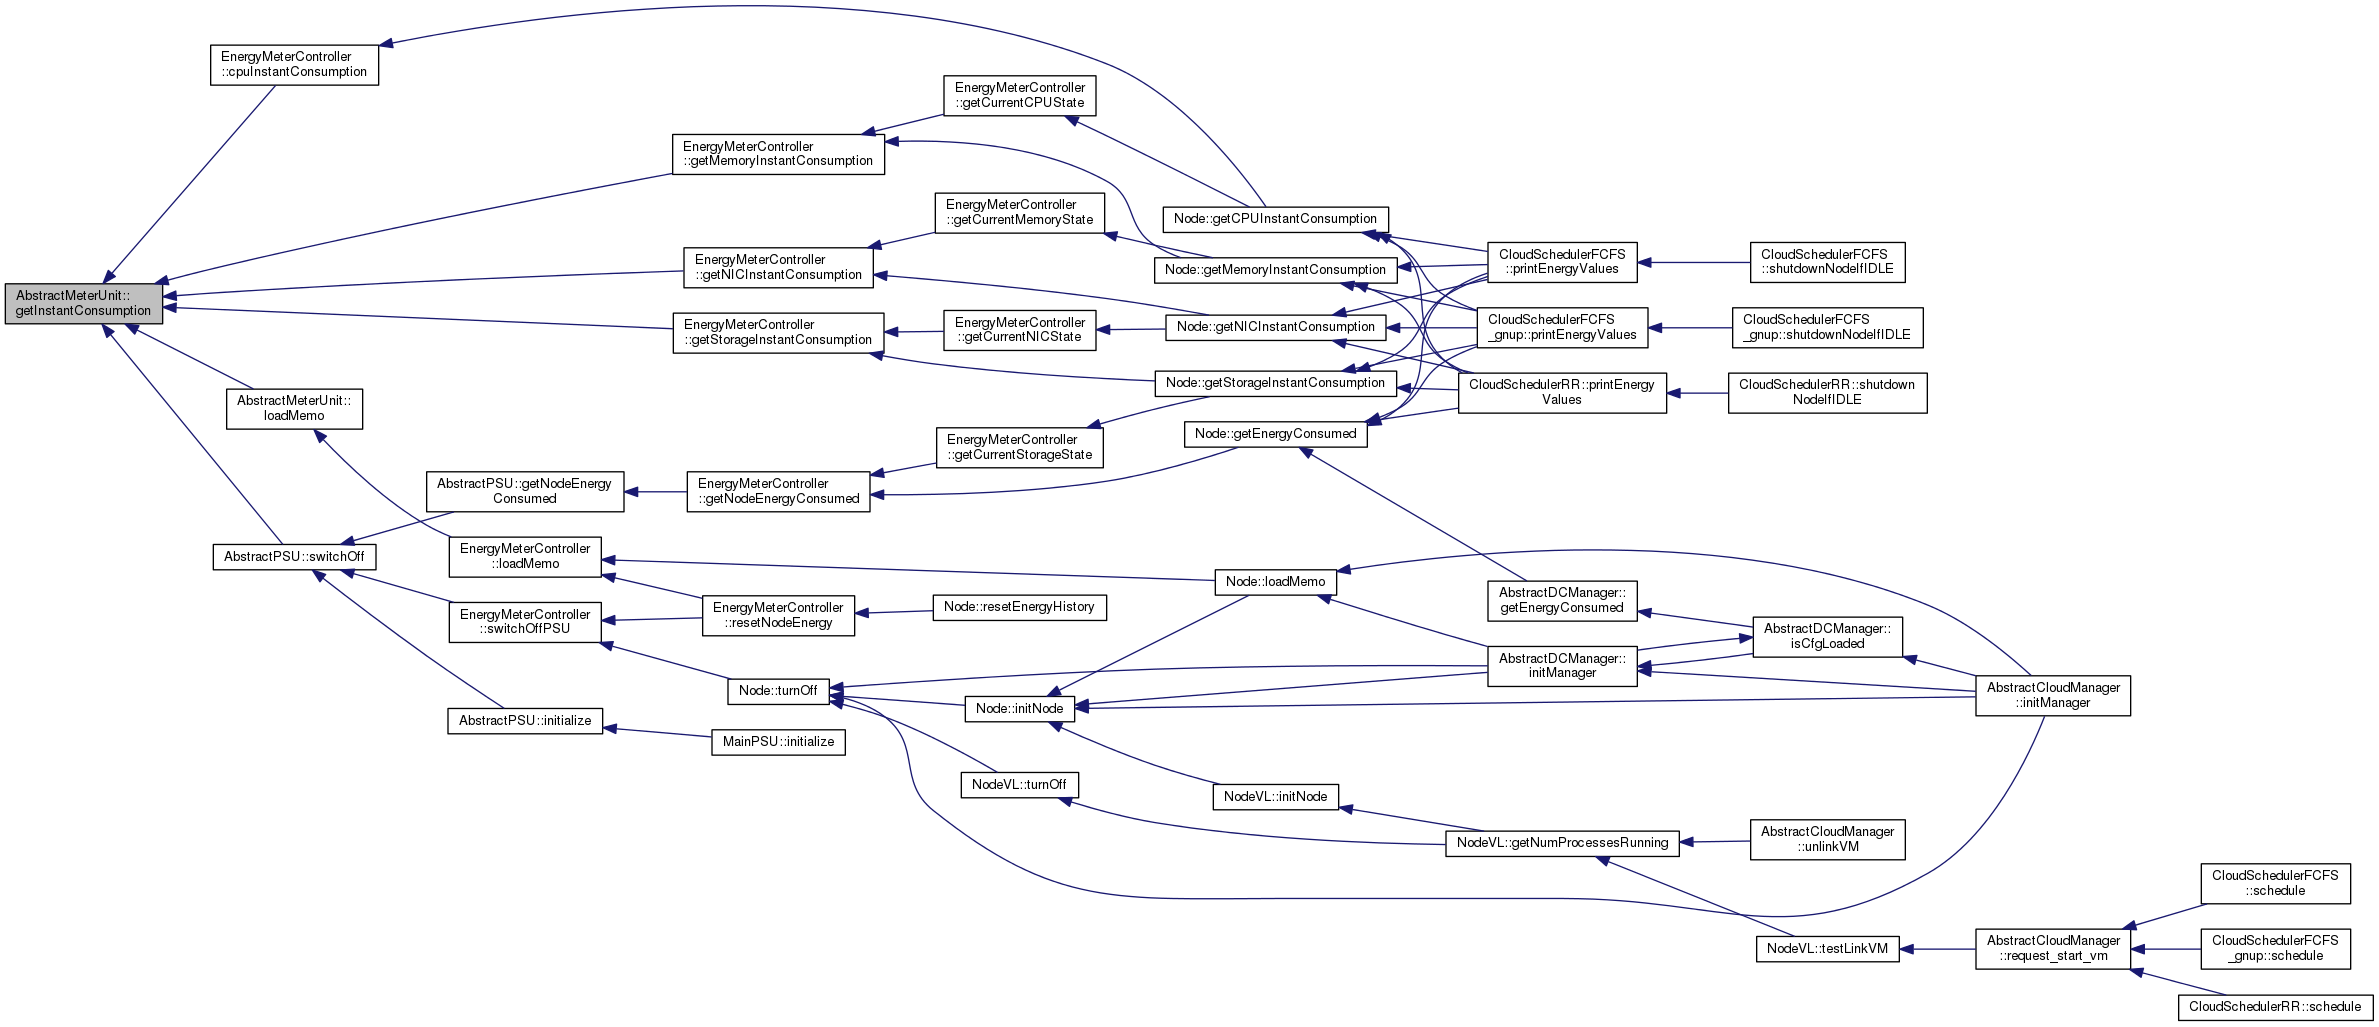 EnergyMeterController
::cpuInstantConsumption
EnergyMeterController
::getCurrentCPUState
EnergyMeterController
::getMemoryInstantConsumption
EnergyMeterController
::getCurrentMemoryState
Node::getCPUInstantConsumption
EnergyMeterController
::getNICInstantConsumption
Node::getMemoryInstantConsumption
CloudSchedulerFCFS
::printEnergyValues
CloudSchedulerFCFS
::shutdownNodeIfIDLE
AbstractMeterUnit::
getInstantConsumption
EnergyMeterController
::getStorageInstantConsumption
EnergyMeterController
::getCurrentNICState
Node::getNICInstantConsumption
CloudSchedulerFCFS
_gnup::printEnergyValues
CloudSchedulerFCFS
_gnup::shutdownNodeIfIDLE
Node::getStorageInstantConsumption
CloudSchedulerRR::printEnergy
Values
CloudSchedulerRR::shutdown
NodeIfIDLE
AbstractMeterUnit::
loadMemo
Node::getEnergyConsumed
EnergyMeterController
::getCurrentStorageState
AbstractPSU::getNodeEnergy
Consumed
EnergyMeterController
::getNodeEnergyConsumed
AbstractPSU::switchOff
EnergyMeterController
::loadMemo
Node::loadMemo
AbstractDCManager::
getEnergyConsumed
EnergyMeterController
::switchOffPSU
EnergyMeterController
::resetNodeEnergy
Node::resetEnergyHistory
AbstractDCManager::
isCfgLoaded
AbstractDCManager::
initManager
Node::turnOff
Node::initNode
AbstractCloudManager
::initManager
AbstractPSU::initialize
MainPSU::initialize
NodeVL::turnOff
NodeVL::initNode
NodeVL::getNumProcessesRunning
AbstractCloudManager
::unlinkVM
CloudSchedulerFCFS
::schedule
NodeVL::testLinkVM
AbstractCloudManager
::request_start_vm
CloudSchedulerFCFS
_gnup::schedule
CloudSchedulerRR::schedule